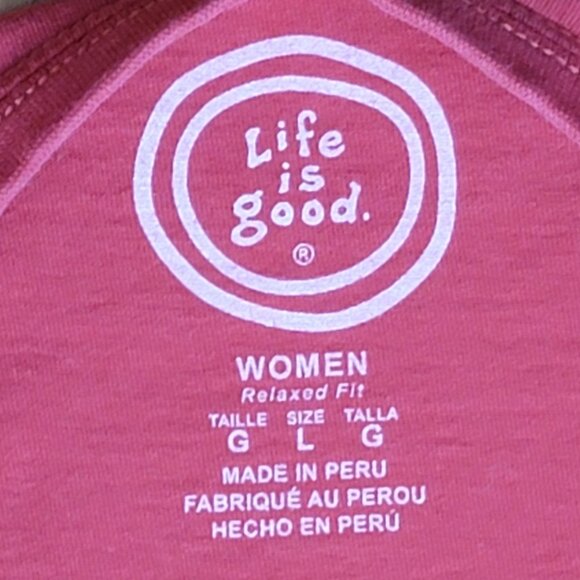 Life
is
good.
®
WOMEN
Relaxed Fit
TAILLE SIZE TALLA
G L G
MADE IN PERU
FABRIQUÉ AU PEROU
HECHO EN PERÚ